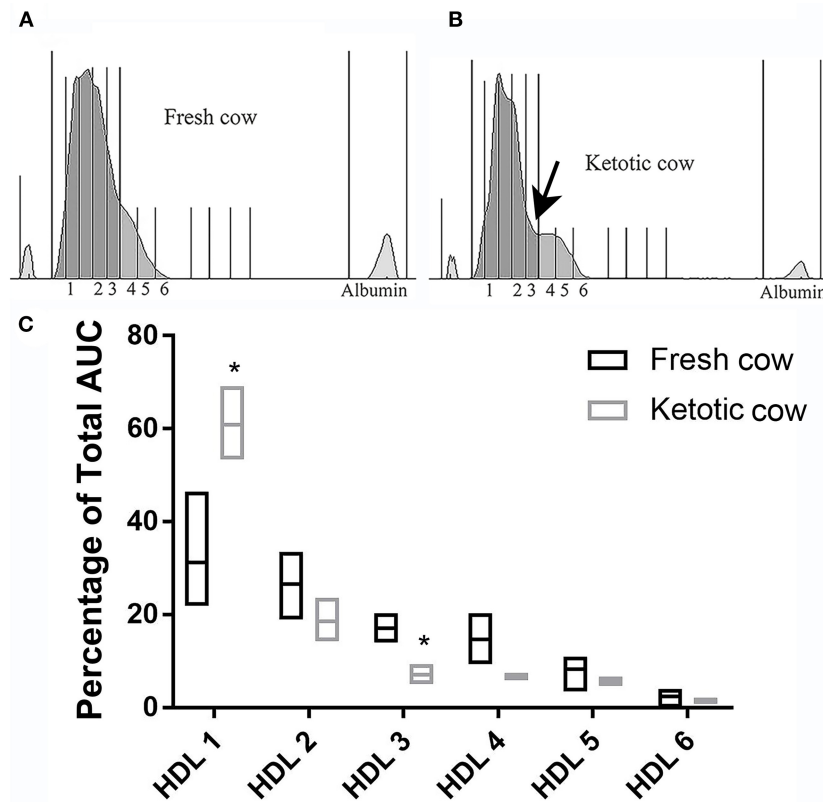 A
B
Fresh cow
Ketotic cow
1 2 3 4 5 6 Albumin
1 2 3 4 5 6 Albumin
C
Percentage of Total AUC
80
60
40
20
0
Fresh cow
Ketotic cow
*
*
HDL 1
HDL 2
HDL 3
HDL 4
HDL 5
HDL 6